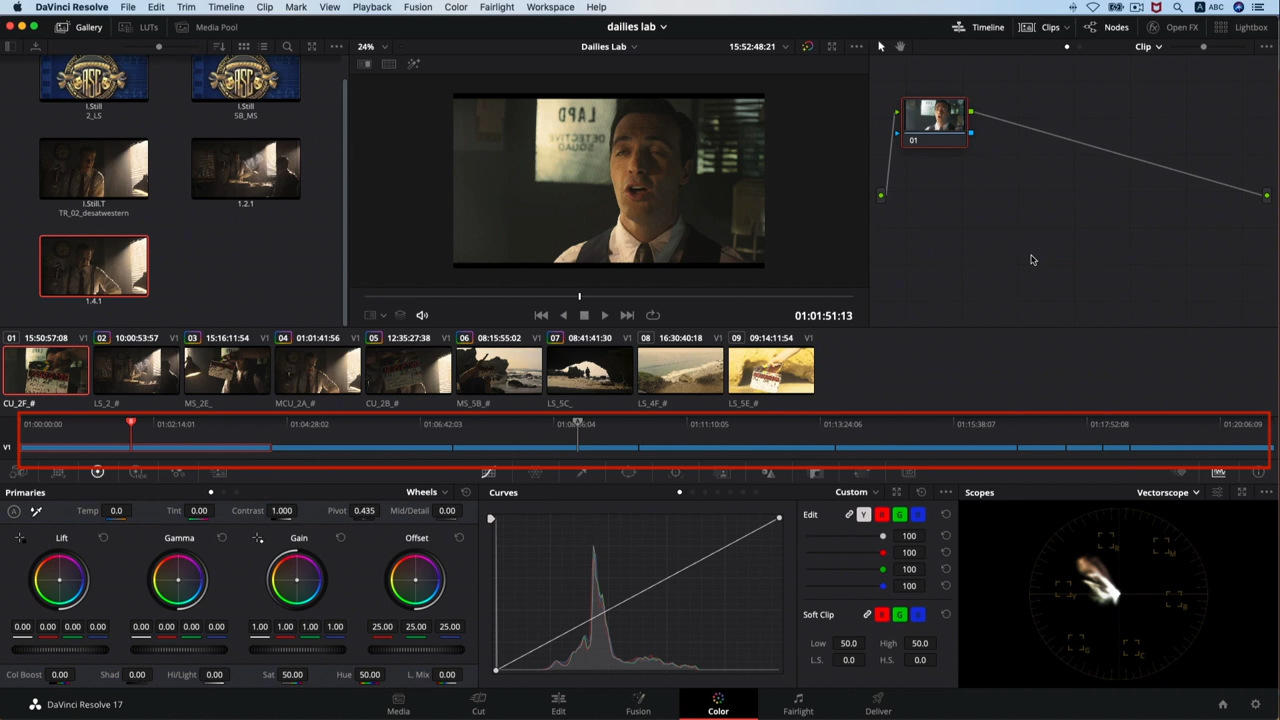 DaVinci Resolve File Edit Trim Timeline Clip Mark View Playback Fusion Color Fairlight Workspace Help ABC
dailies lab
Gallery LUTs Media Pool Timeline Clips Nodes Open FX Lightbox
24% Dailies Lab 15:52:48:21 Clip
I.Still I.Still
2_LS 5B_MS
I.Still.T 1.2.1
TR_02_desatwestern
1.4.1
LAPD
DETECTIVE
SQUAD
01
01:01:51:13
01 15:50:57:08 V1 02 10:00:53:57 V1 03 15:16:11:54 V1 04 01:01:41:56 V1 05 12:35:27:38 V1 06 08:15:55:02 V1 07 08:41:41:30 V1 08 16:30:40:18 V1 09 09:14:11:54 V1
CU_2F_# LS_2_# MS_2E_ MCU_2A_# CU_2B_# MS_5B_# LS_5C_ LS_4F_# LS_5E_#
01:00:00:00 01:02:14:01 01:04:28:02 01:06:42:03 01:11:10:05 01:13:24:06 01:15:38:07 01:17:52:08 01:20:06:09
V1
Primaries Wheels Curves Custom Scopes Vectorscope
A Temp 0.0 Tint 0.00 Contrast 1.000 Pivot 0.435 Mid/Detail 0.00
Edit Y R G B
Lift Gamma Gain Offset
100
100
100
100
0.00 0.00 0.00 0.00 0.00 0.00 0.00 0.00 1.00 1.00 1.00 1.00 25.00 25.00 25.00
Soft Clip R G B
Low 50.0 High 50.0
L.S. 0.0 H.S. 0.0
Col Boost 0.00 Shad 0.00 Hi/Light 0.00 Sat 50.00 Hue 50.00 L.Mix 0.00
R M B C G Y
DaVinci Resolve 17 Media Cut Edit Fusion Color Fairlight Deliver